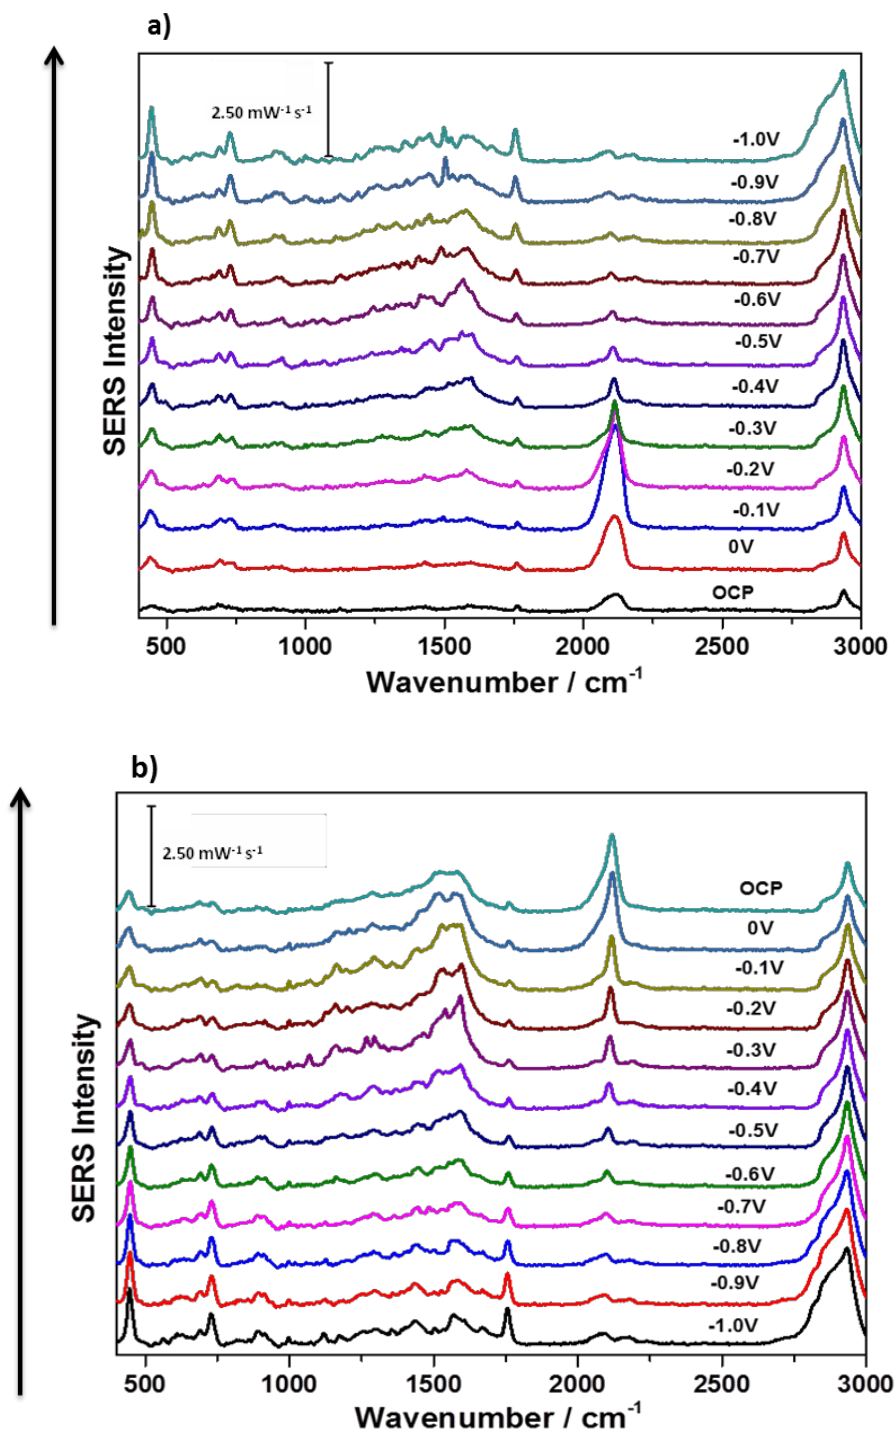 a)
2.50 mW⁻¹ s⁻¹
-1.0V
-0.9V
-0.8V
-0.7V
-0.6V
-0.5V
-0.4V
-0.3V
-0.2V
-0.1V
0V
OCP
SERS Intensity
500 1000 1500 2000 2500 3000
Wavenumber / cm⁻¹
b)
2.50 mW⁻¹ s⁻¹
OCP
0V
-0.1V
-0.2V
-0.3V
-0.4V
-0.5V
-0.6V
-0.7V
-0.8V
-0.9V
-1.0V
SERS Intensity
500 1000 1500 2000 2500 3000
Wavenumber / cm⁻¹